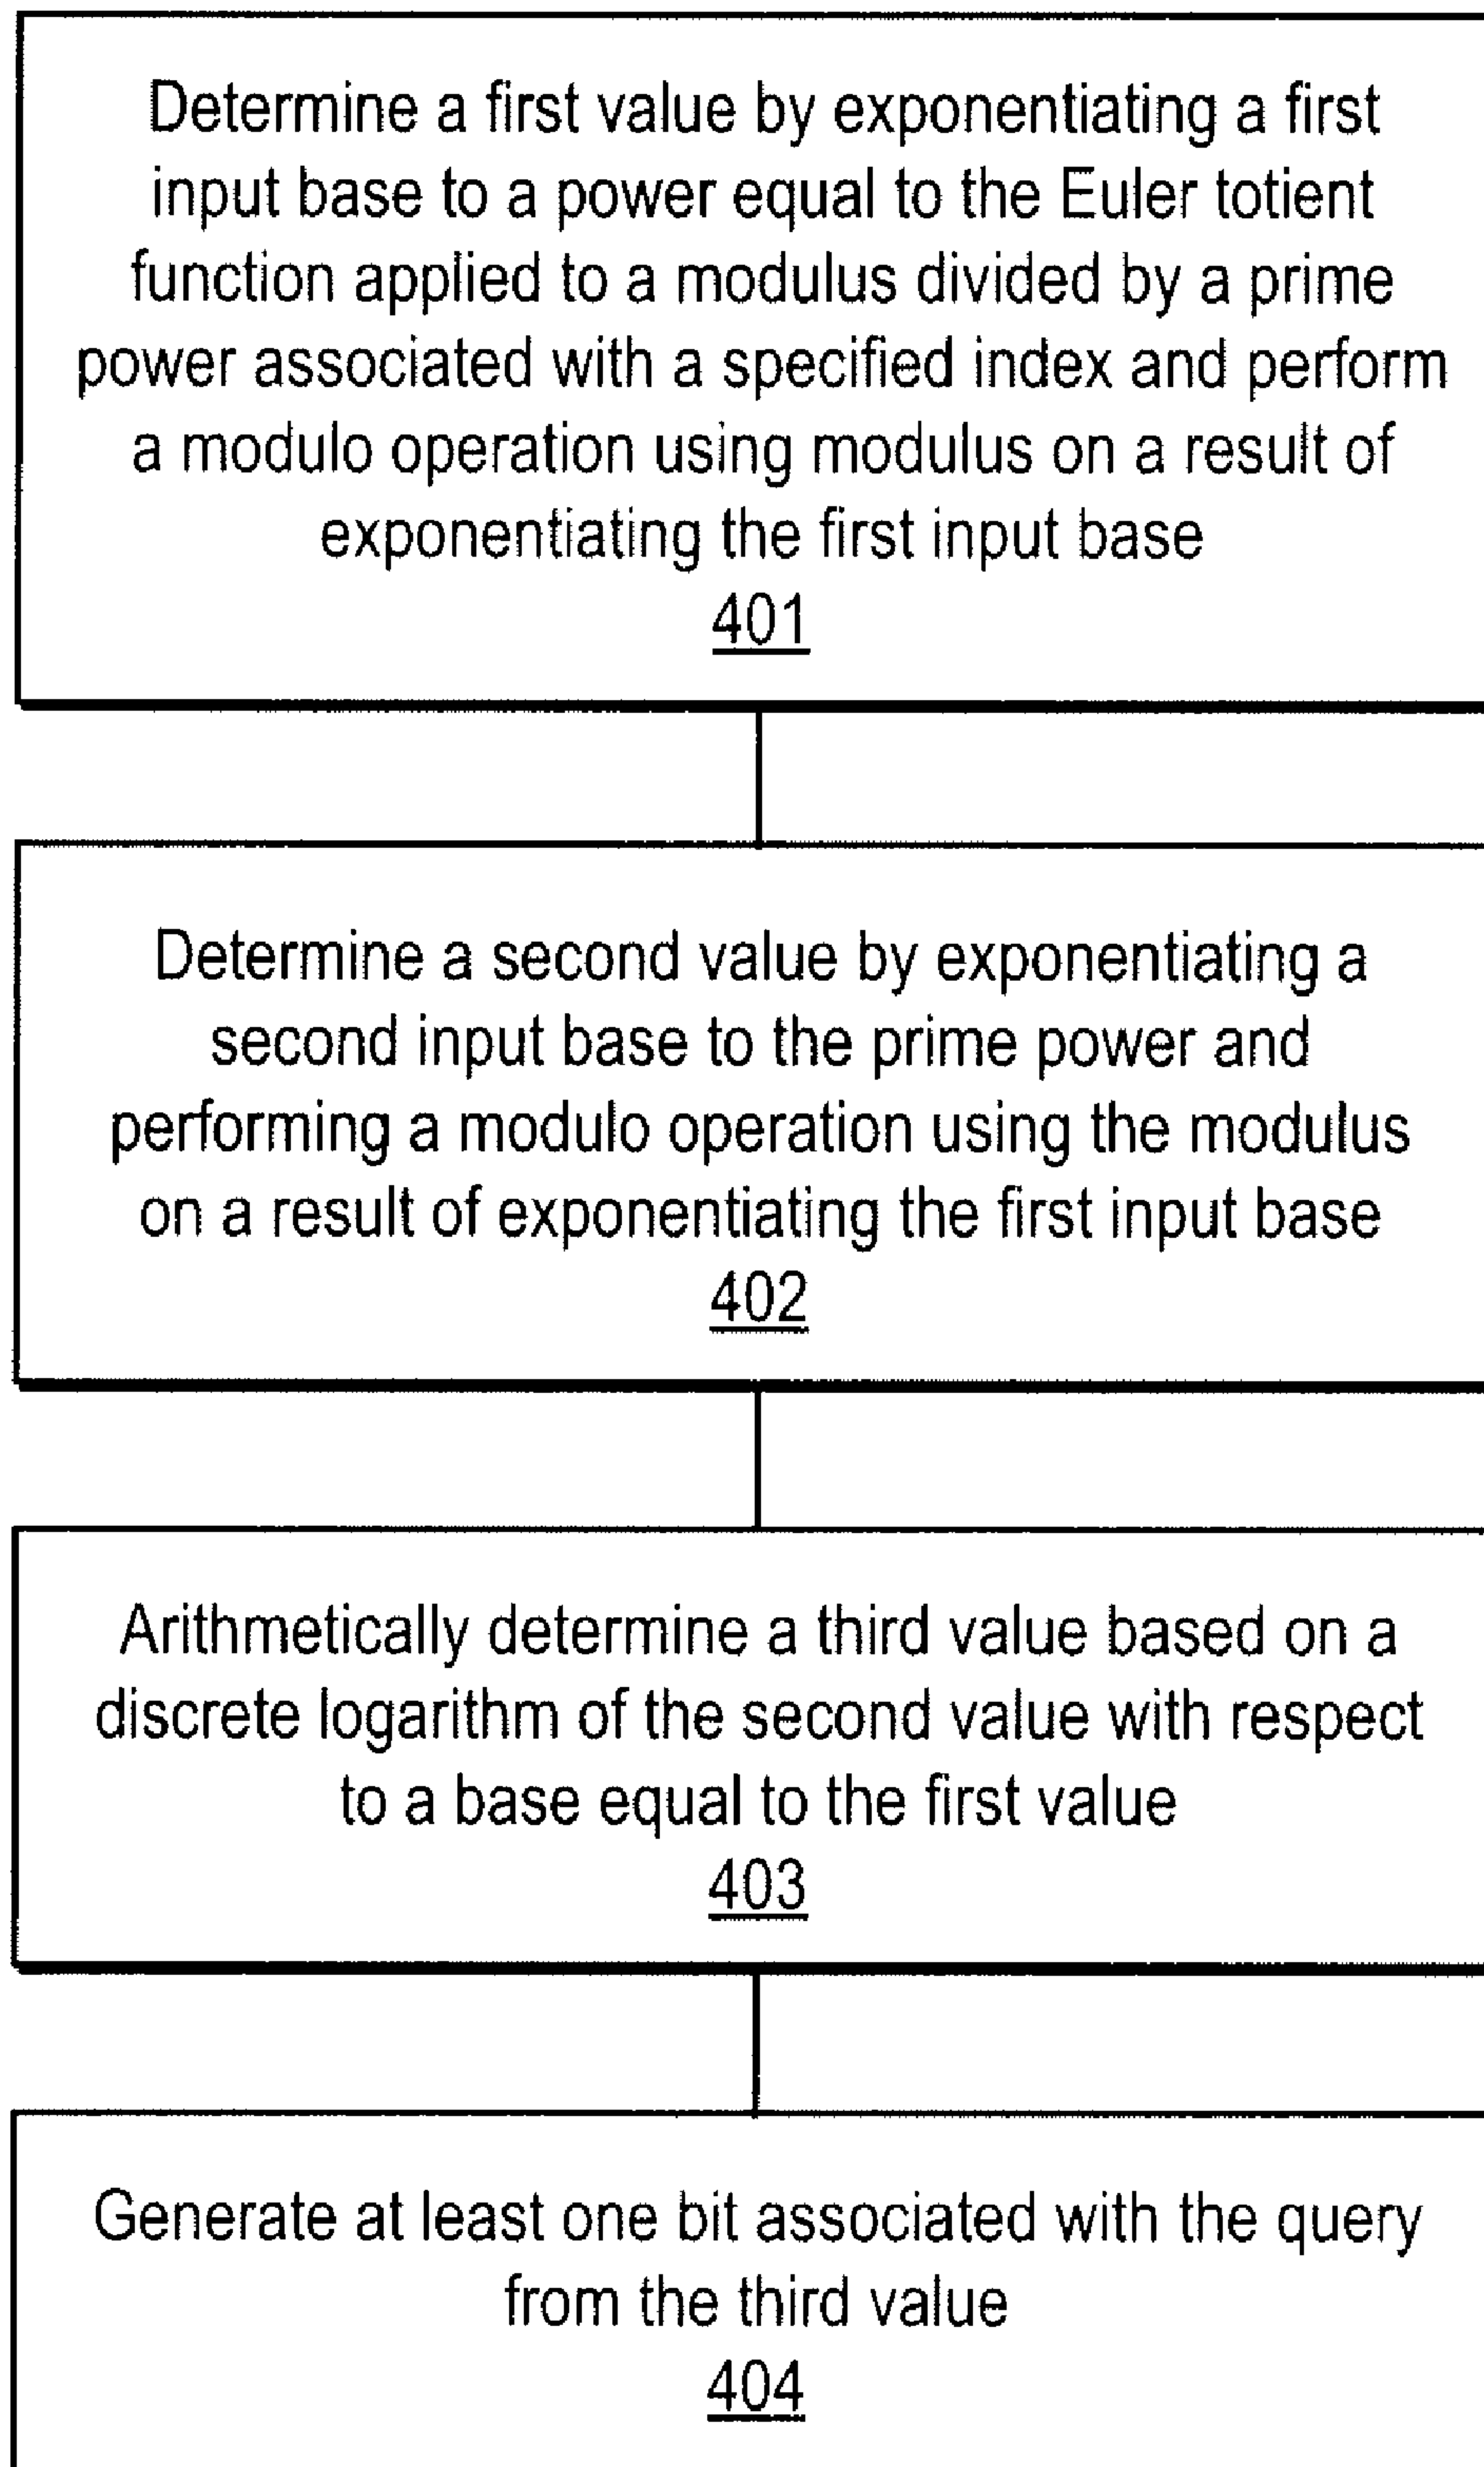 Determine a first value by exponentiating a first
input base to a power equal to the Euler totient
function applied to a modulus divided by a prime
power associated with a specified index and perform
a modulo operation using modulus on a result of
exponentiating the first input base
401
Determine a second value by exponentiating a
second input base to the prime power and
performing a modulo operation using the modulus
on a result of exponentiating the first input base
402
Arithmetically determine a third value based on a
discrete logarithm of the second value with respect
to a base equal to the first value
403
Generate at least one bit associated with the query
from the third value
404